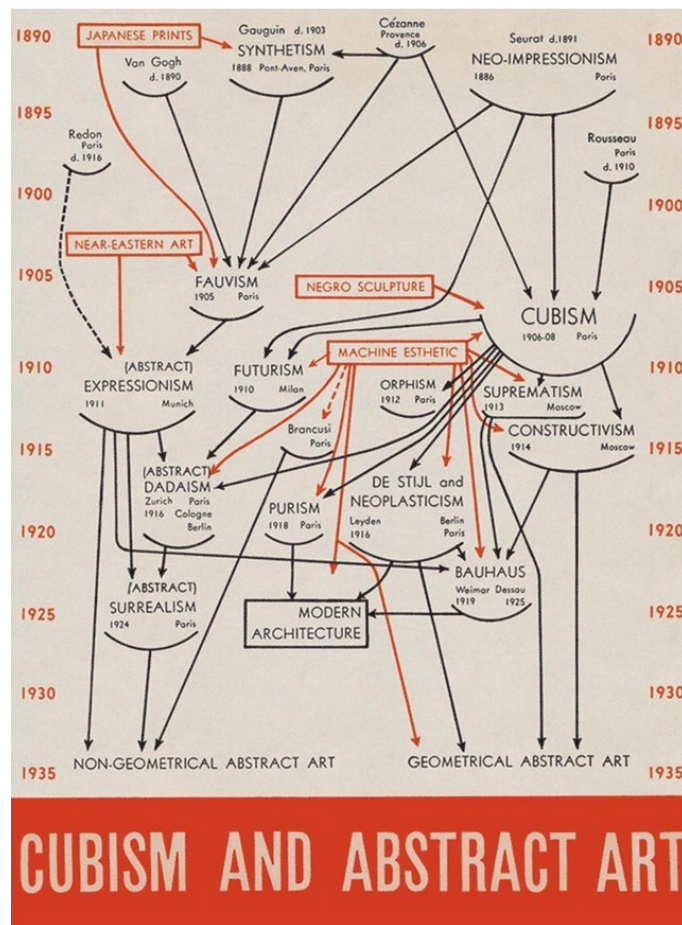 1890
JAPANESE PRINTS
Gauguin d. 1903
Cézanne
Provence
d. 1906
Seurat d.1891
1890
SYNTHETISM
1888 Pont-Aven, Paris
NEO-IMPRESSIONISM
1886 Paris
Van Gogh
d. 1890
1895
1895
Redon
Paris
d. 1916
Rousseau
Paris
d. 1910
1900
1900
NEAR-EASTERN ART
1905
FAUVISM
1905 Paris
NEGRO SCULPTURE
1905
CUBISM
1906-08 Paris
1910
(ABSTRACT)
EXPRESSIONISM
1911 Munich
FUTURISM
1910 Milan
MACHINE ESTHETIC
ORPHISM
1912 Paris
SUPREMATISM
1913 Moscow
1910
Brancusi
Paris
CONSTRUCTIVISM
1914 Moscow
1915
1915
(ABSTRACT)
DADAISM
Zurich Paris
1916 Cologne
Berlin
PURISM
1918 Paris
DE STIJL and
NEOPLASTICISM
Leyden Berlin
1916 Paris
1920
1920
BAUHAUS
Weimar Dessau
1919 1925
(ABSTRACT)
SURREALISM
1924 Paris
MODERN
ARCHITECTURE
1925
1925
1930
1930
NON-GEOMETRICAL ABSTRACT ART
GEOMETRICAL ABSTRACT ART
1935
1935
CUBISM AND ABSTRACT ART